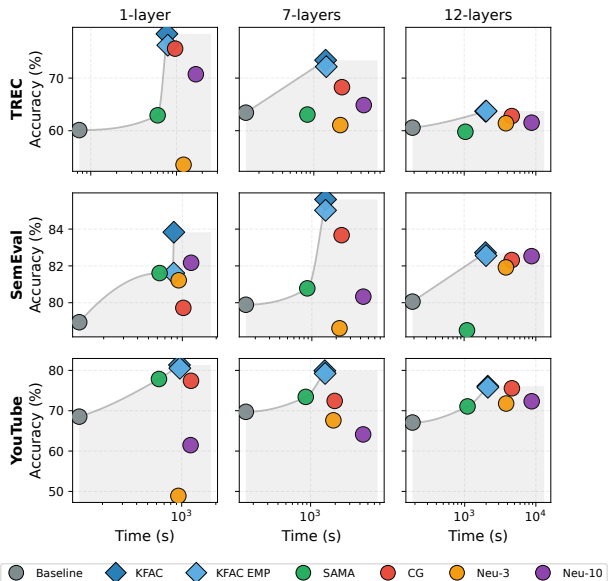 1-layer 7-layers 12-layers
TREC
Accuracy (%)
70
60
SemEval
Accuracy (%)
84
82
80
YouTube
Accuracy (%)
80
70
60
50
10³ 10³ 10³ 10⁴
Time (s) Time (s) Time (s)
Baseline KFAC KFAC EMP SAMA CG Neu-3 Neu-10